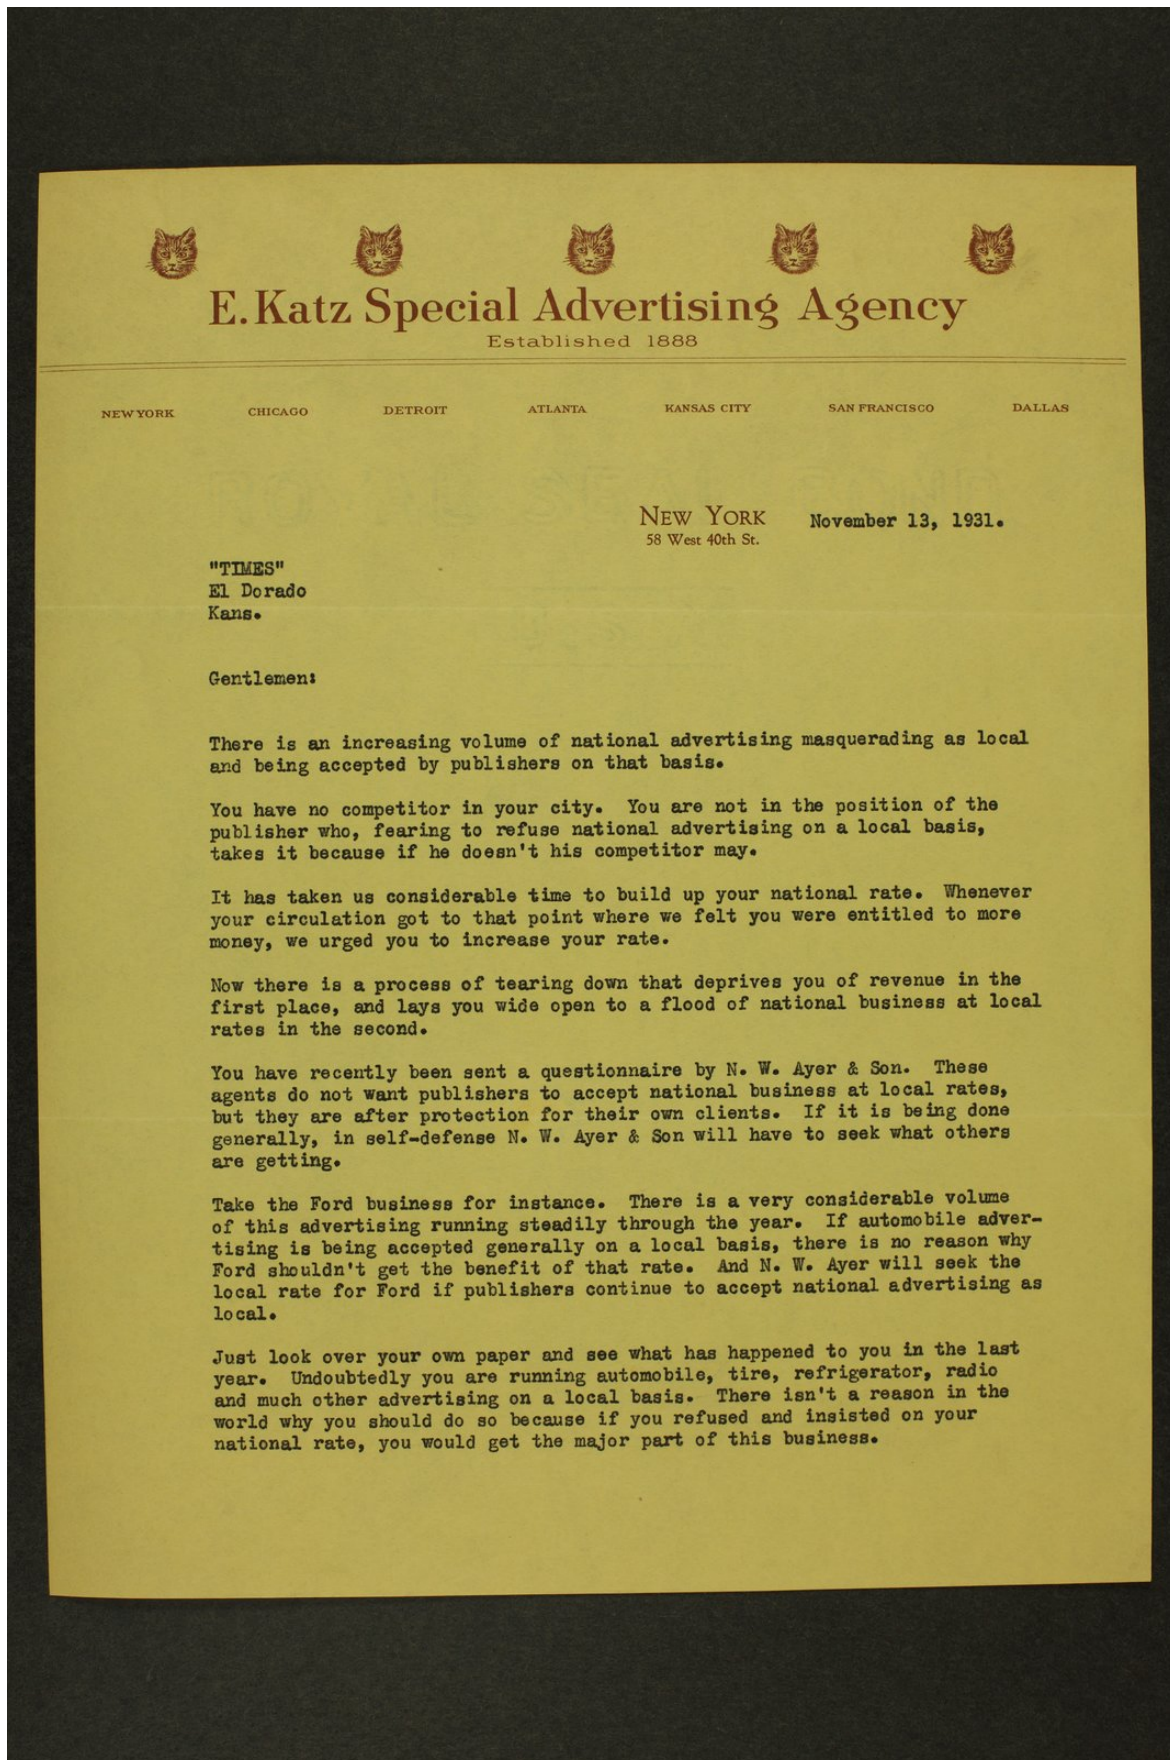 E. Katz Special Advertising Agency
Established 1888
NEW YORK CHICAGO DETROIT ATLANTA KANSAS CITY SAN FRANCISCO DALLAS
NEW YORK November 13, 1931.
58 West 40th St.
"TIMES"
El Dorado
Kans.
Gentlemen:
There is an increasing volume of national advertising masquerading as local
and being accepted by publishers on that basis.
You have no competitor in your city. You are not in the position of the
publisher who, fearing to refuse national advertising on a local basis,
takes it because if he doesn't his competitor may.
It has taken us considerable time to build up your national rate. Whenever
your circulation got to that point where we felt you were entitled to more
money, we urged you to increase your rate.
Now there is a process of tearing down that deprives you of revenue in the
first place, and lays you wide open to a flood of national business at local
rates in the second.
You have recently been sent a questionnaire by N. W. Ayer & Son. These
agents do not want publishers to accept national business at local rates,
but they are after protection for their own clients. If it is being done
generally, in self-defense N. W. Ayer & Son will have to seek what others
are getting.
Take the Ford business for instance. There is a very considerable volume
of this advertising running steadily through the year. If automobile adver-
tising is being accepted generally on a local basis, there is no reason why
Ford shouldn't get the benefit of that rate. And N. W. Ayer will seek the
local rate for Ford if publishers continue to accept national advertising as
local.
Just look over your own paper and see what has happened to you in the last
year. Undoubtedly you are running automobile, tire, refrigerator, radio
and much other advertising on a local basis. There isn't a reason in the
world why you should do so because if you refused and insisted on your
national rate, you would get the major part of this business.